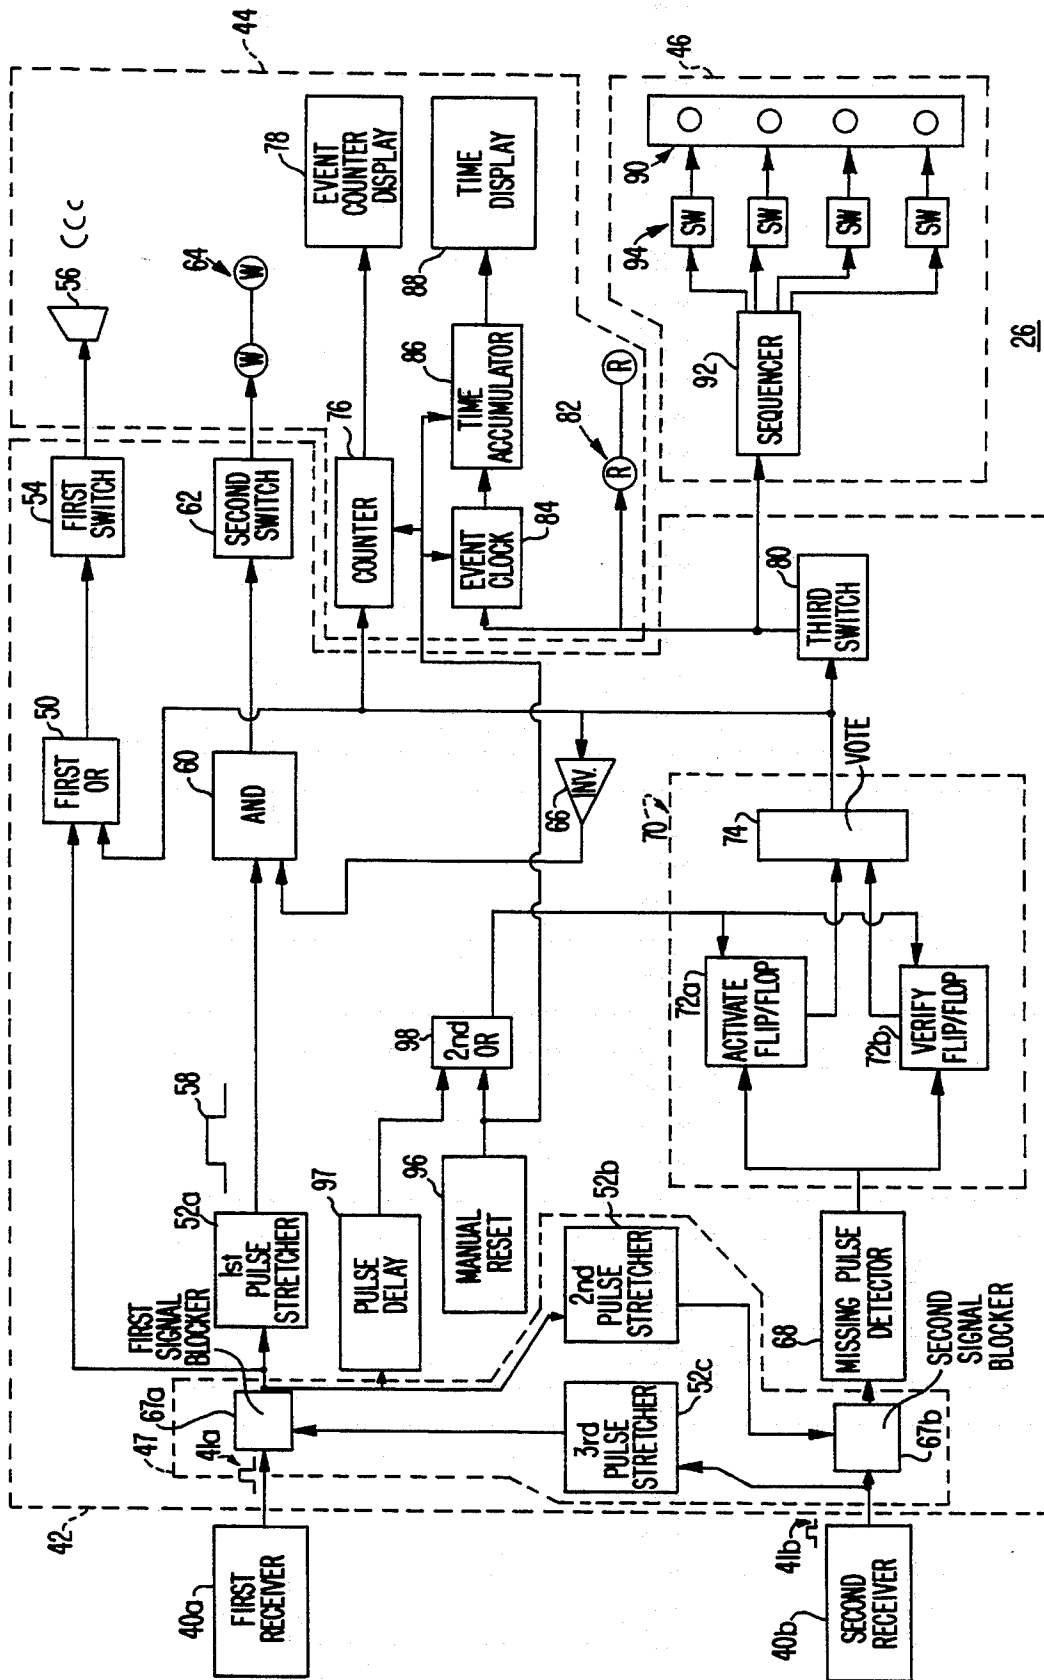 42
47
67a
FIRST
SIGNAL
BLOCKER
41a
40a
FIRST
RECEIVER
52a
1st
PULSE
STRETCHER
58
50
FIRST
OR
54
FIRST
SWITCH
56
44
60
AND
62
SECOND
SWITCH
64
W
W
97
PULSE
DELAY
96
MANUAL
RESET
98
2nd
OR
66
INV.
76
COUNTER
78
EVENT
COUNTER
DISPLAY
84
EVENT
CLOCK
86
TIME
ACCUMULATOR
88
TIME
DISPLAY
82
R
R
52b
2nd
PULSE
STRETCHER
52c
3rd
PULSE
STRETCHER
41b
40b
SECOND
RECEIVER
67b
SECOND
SIGNAL
BLOCKER
68
MISSING PULSE
DETECTOR
70
72a
ACTIVATE
FLIP/FLOP
72b
VERIFY
FLIP/FLOP
74
VOTE
80
THIRD
SWITCH
46
92
SEQUENCER
94
SW
SW
SW
SW
90
26